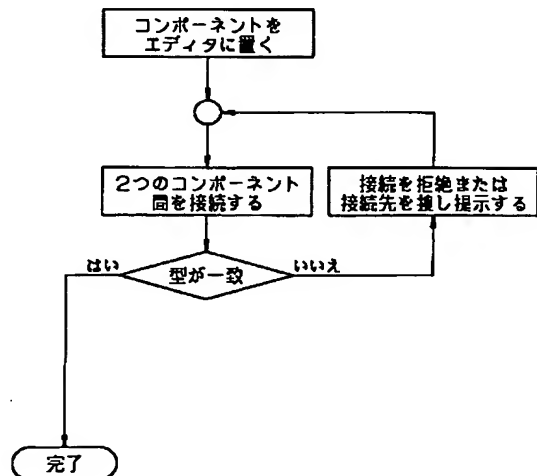 コンポーネントを
エディタに置く
2つのコンポーネント
間を接続する
接続を拒絶または
接続先を捜し提示する
はい
型が一致
いいえ
完了